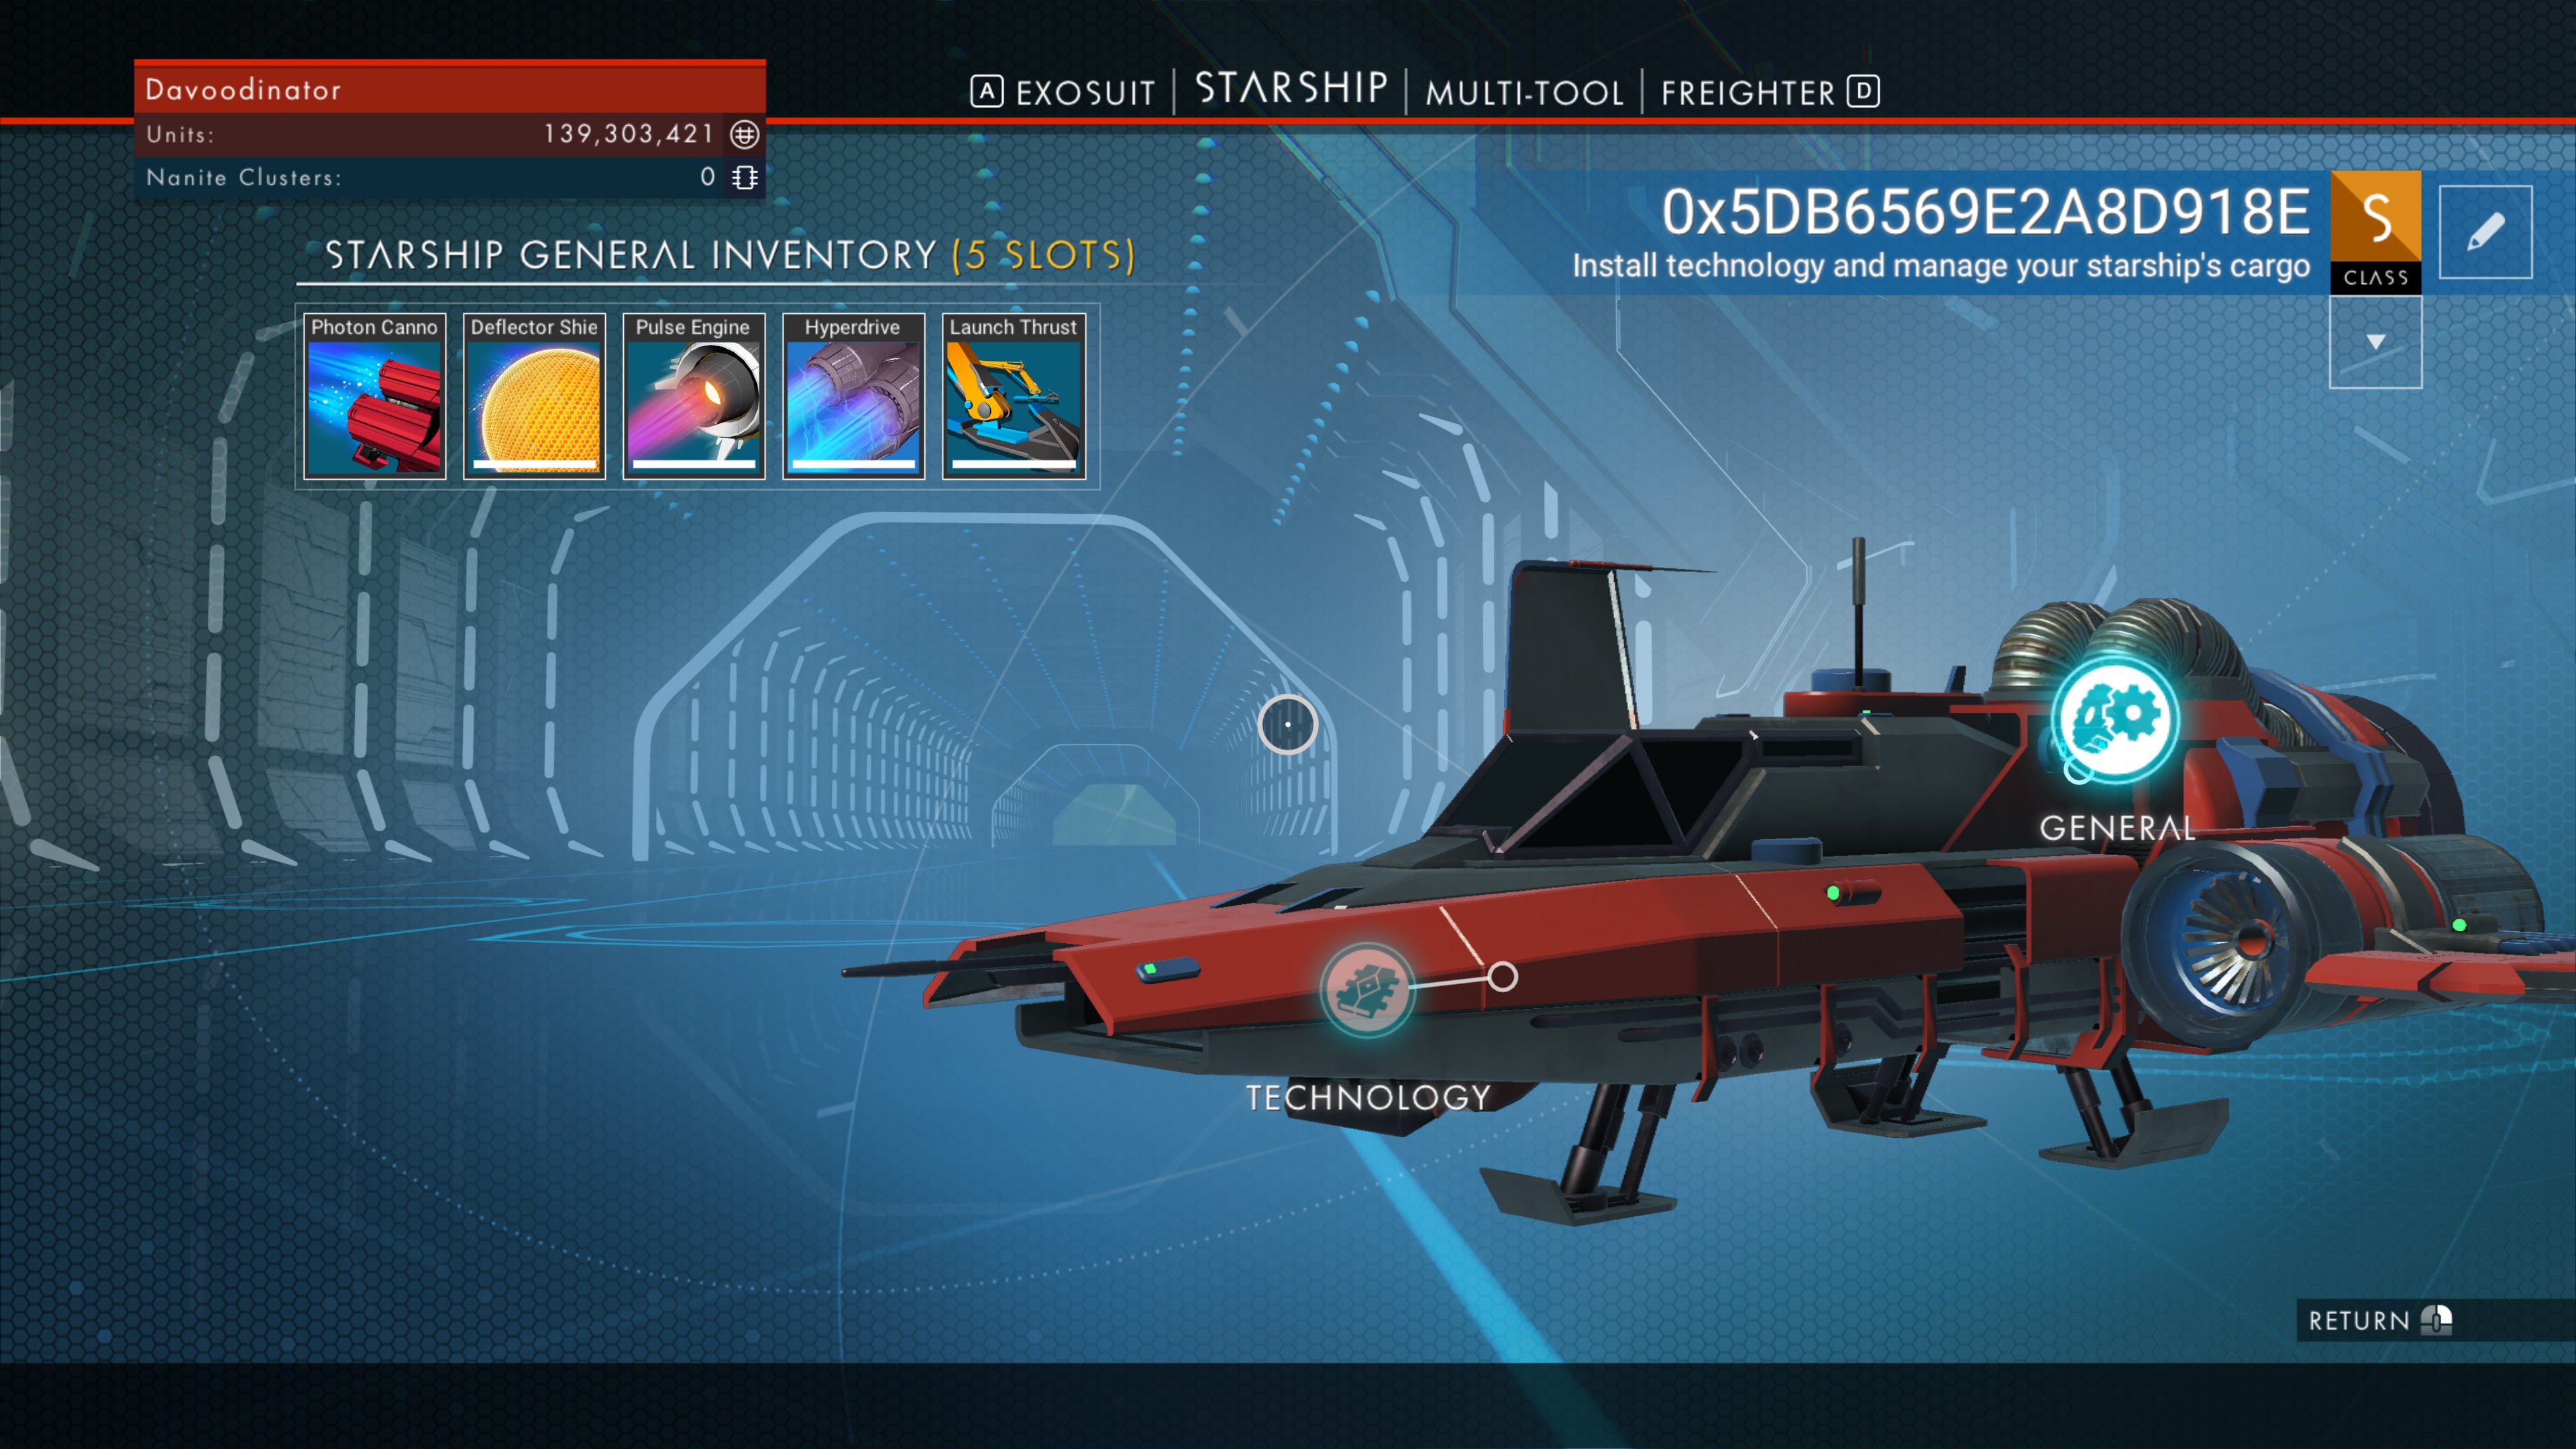 Davoodinator
Units: 139,303,421
Nanite Clusters: 0
A EXOSUIT STARSHIP MULTI-TOOL FREIGHTER D
0x5DB6569E2A8D918E
Install technology and manage your starship's cargo
S
CLASS
STARSHIP GENERAL INVENTORY (5 SLOTS)
Photon Canno Deflector Shie Pulse Engine Hyperdrive Launch Thrust
GENERAL
TECHNOLOGY
RETURN